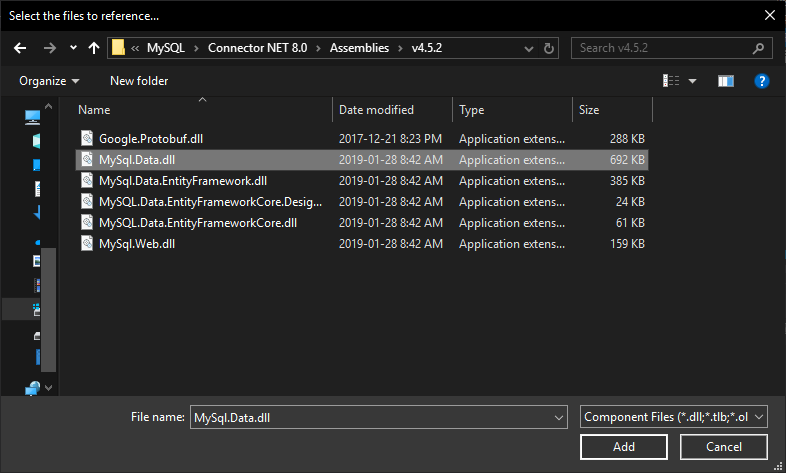 Select the files to reference...
« MySQL > Connector NET 8.0 > Assemblies > v4.5.2
Search v4.5.2
Organize New folder
?
Name Date modified Type Size
Google.Protobuf.dll 2017-12-21 8:23 PM Application extens... 288 KB
MySql.Data.dll 2019-01-28 8:42 AM Application extens... 692 KB
MySql.Data.EntityFramework.dll 2019-01-28 8:42 AM Application extens... 385 KB
MySQL.Data.EntityFrameworkCore.Desig... 2019-01-28 8:42 AM Application extens... 24 KB
MySQL.Data.EntityFrameworkCore.dll 2019-01-28 8:42 AM Application extens... 61 KB
MySql.Web.dll 2019-01-28 8:42 AM Application extens... 159 KB
File name: MySql.Data.dll Component Files (*.dll;*.tlb;*.ol
Add Cancel